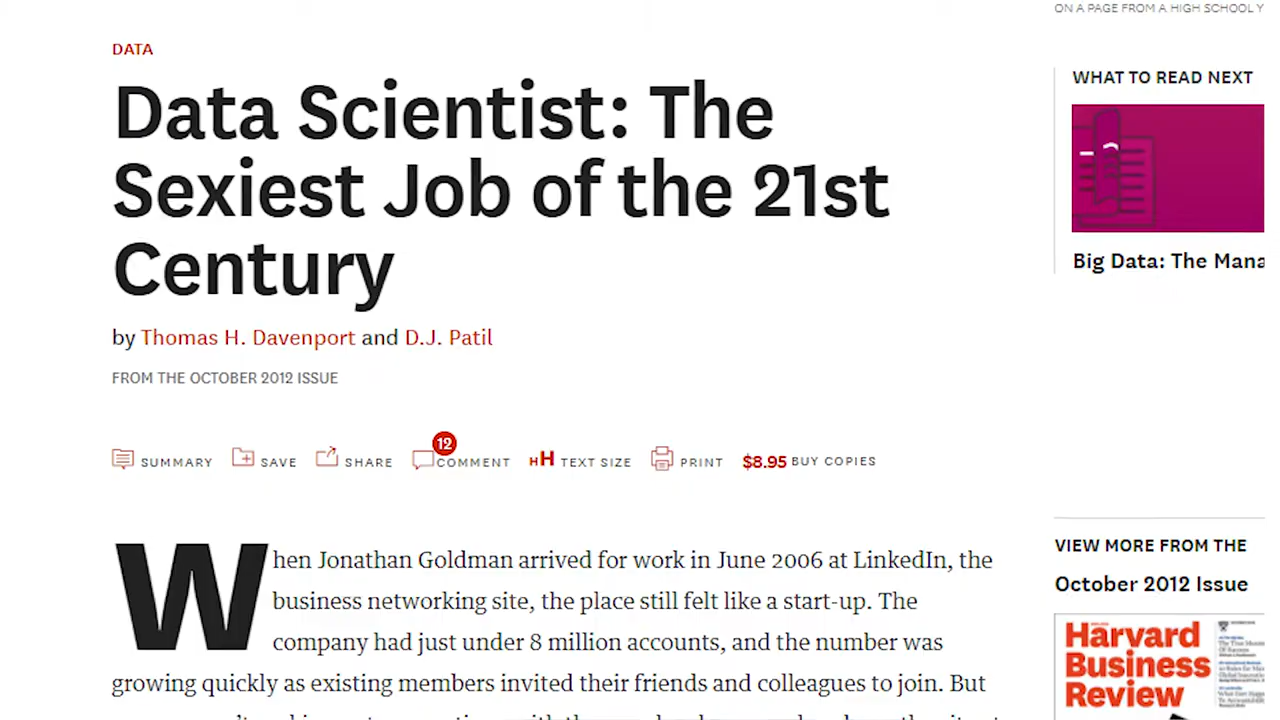 ON A PAGE FROM A HIGH SCHOOL Y
DATA
Data Scientist: The
Sexiest Job of the 21st
Century
by Thomas H. Davenport and D.J. Patil
FROM THE OCTOBER 2012 ISSUE
SUMMARY SAVE SHARE 12 COMMENT HH TEXT SIZE PRINT $8.95 BUY COPIES
When Jonathan Goldman arrived for work in June 2006 at LinkedIn, the
business networking site, the place still felt like a start-up. The
company had just under 8 million accounts, and the number was
growing quickly as existing members invited their friends and colleagues to join. But
WHAT TO READ NEXT
Big Data: The Mana
VIEW MORE FROM THE
October 2012 Issue
Harvard
Business
Review